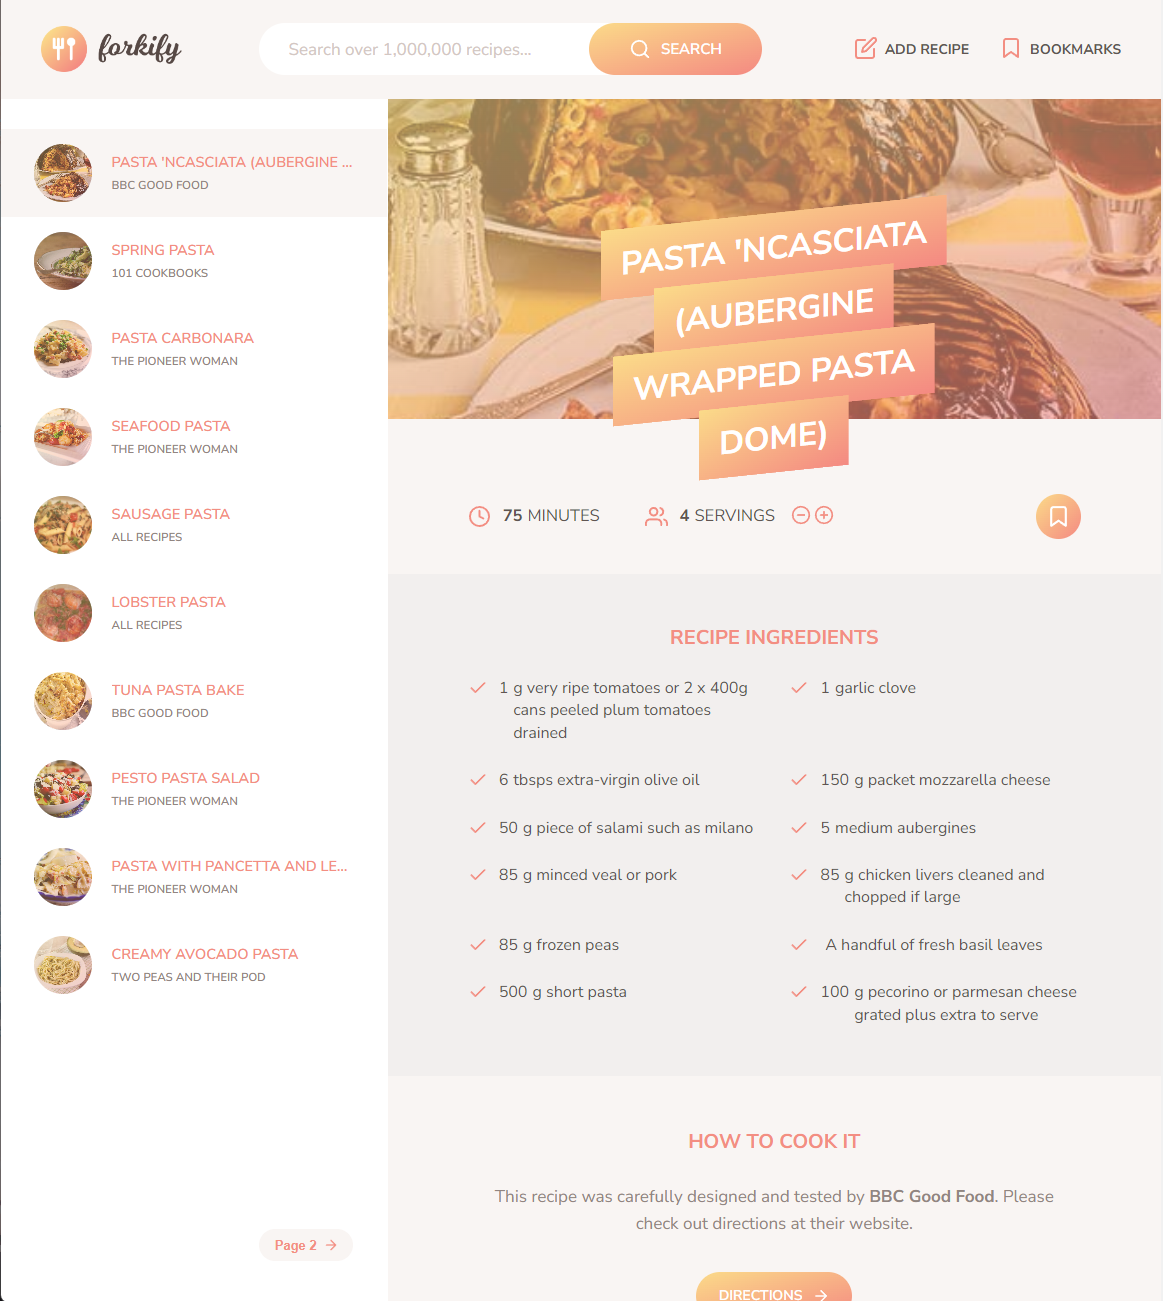 forkify
Search over 1,000,000 recipes...
SEARCH
ADD RECIPE
BOOKMARKS
PASTA 'NCASCIATA (AUBERGINE ...
BBC GOOD FOOD
SPRING PASTA
101 COOKBOOKS
PASTA CARBONARA
THE PIONEER WOMAN
SEAFOOD PASTA
THE PIONEER WOMAN
SAUSAGE PASTA
ALL RECIPES
LOBSTER PASTA
ALL RECIPES
TUNA PASTA BAKE
BBC GOOD FOOD
PESTO PASTA SALAD
THE PIONEER WOMAN
PASTA WITH PANCETTA AND LE...
THE PIONEER WOMAN
CREAMY AVOCADO PASTA
TWO PEAS AND THEIR POD
Page 2
PASTA 'NCASCIATA
(AUBERGINE
WRAPPED PASTA
DOME)
75 MINUTES
4 SERVINGS
RECIPE INGREDIENTS
1 g very ripe tomatoes or 2 x 400g
cans peeled plum tomatoes
drained
1 garlic clove
6 tbsps extra-virgin olive oil
150 g packet mozzarella cheese
50 g piece of salami such as milano
5 medium aubergines
85 g minced veal or pork
85 g chicken livers cleaned and
chopped if large
85 g frozen peas
A handful of fresh basil leaves
500 g short pasta
100 g pecorino or parmesan cheese
grated plus extra to serve
HOW TO COOK IT
This recipe was carefully designed and tested by BBC Good Food. Please
check out directions at their website.
DIRECTIONS